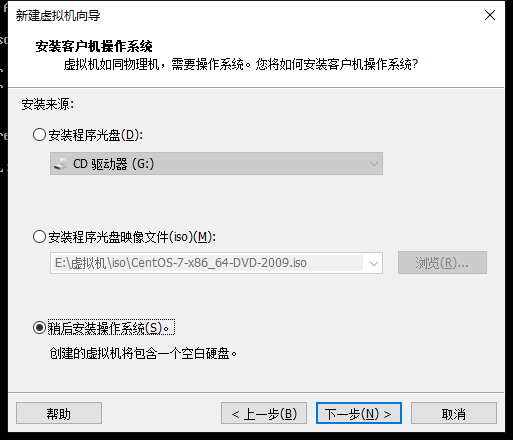 新建虚拟机向导
安装客户机操作系统
虚拟机如同物理机，需要操作系统。您将如何安装客户机操作系统?
安装来源:
安装程序光盘(D):
CD 驱动器 (G:)
安装程序光盘映像文件(iso)(M):
E:\虚拟机\iso\CentOS-7-x86_64-DVD-2009.iso
浏览(R)...
稍后安装操作系统(S)。
创建的虚拟机将包含一个空白硬盘。
帮助
< 上一步(B)
下一步(N) >
取消